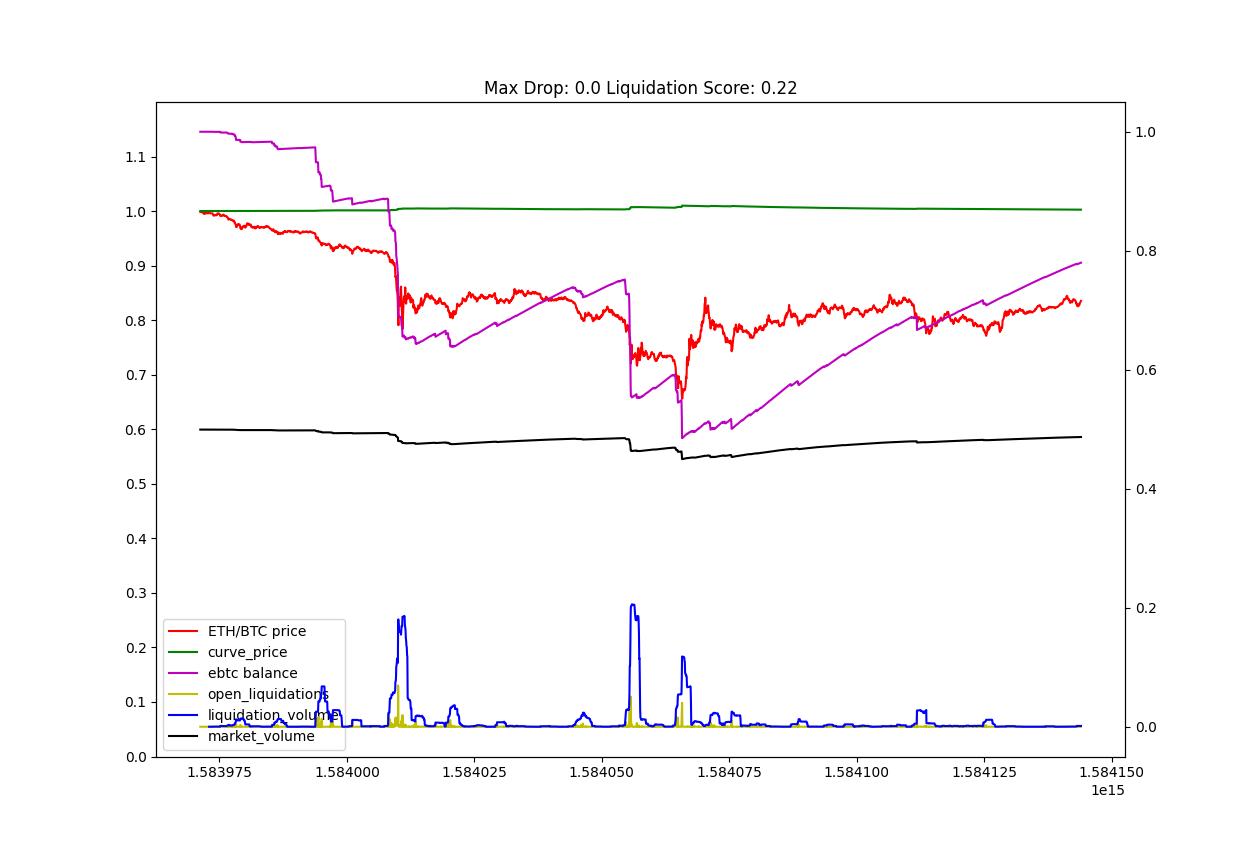 Max Drop: 0.0 Liquidation Score: 0.22
1.1
1.0
0.9
0.8
0.7
0.6
0.5
0.4
0.3
0.2
0.1
0.0
1.0
0.8
0.6
0.4
0.2
0.0
ETH/BTC price
curve_price
ebtc balance
open_liquidations
liquidation_volume
market_volume
1.583975 1.584000 1.584025 1.584050 1.584075 1.584100 1.584125 1.584150
1e15